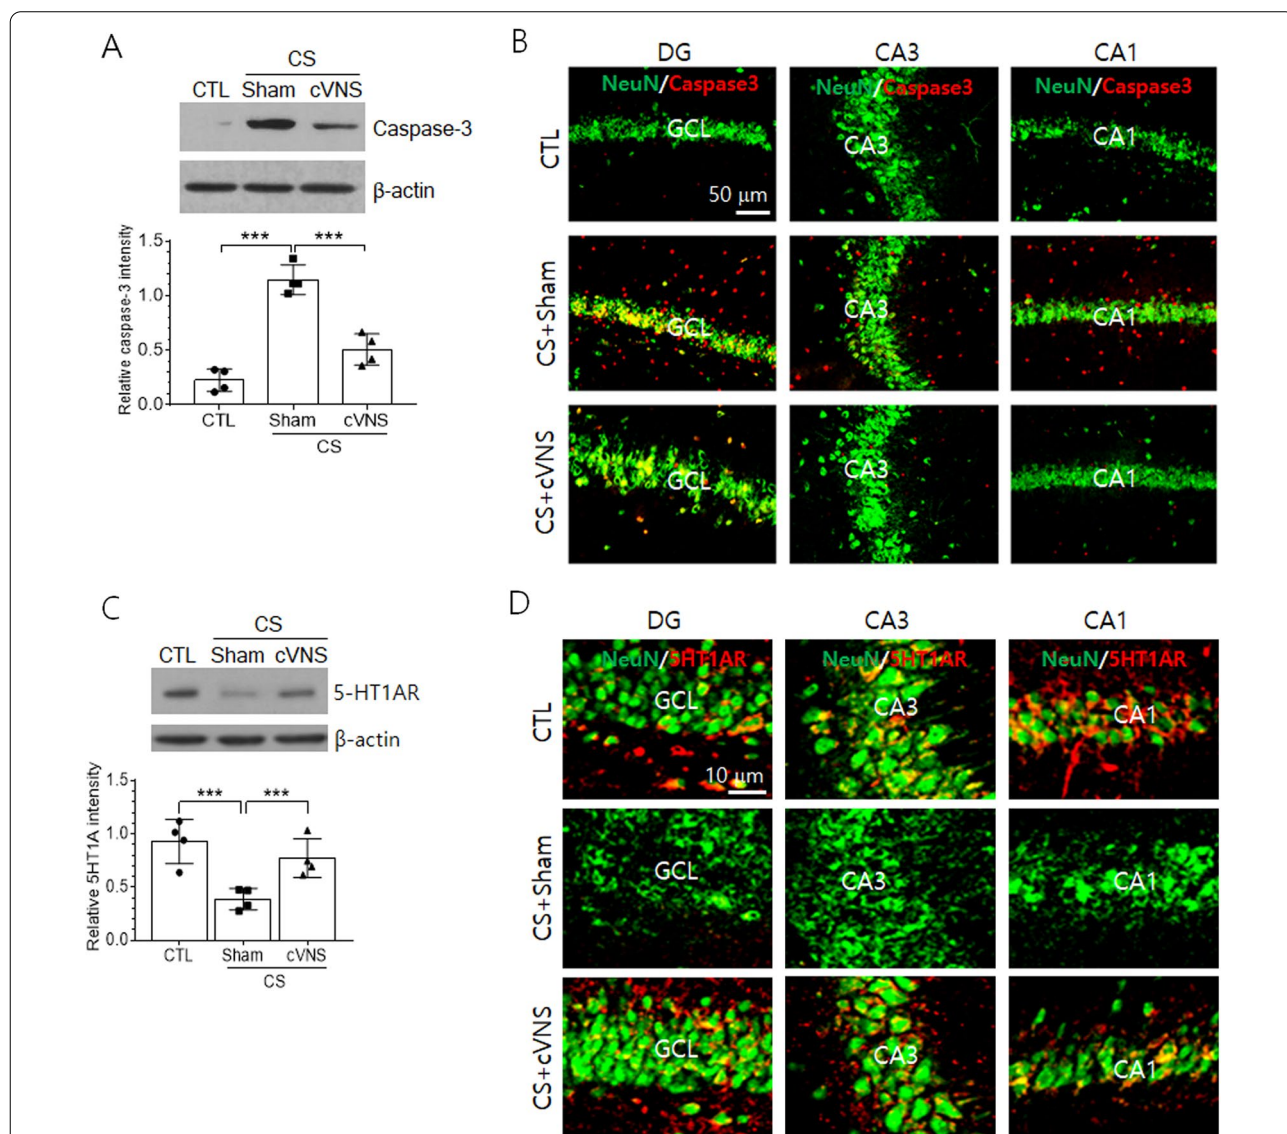 A
CS
CTL Sham cVNS
Caspase-3
β-actin
Relative caspase-3 intensity
1.5
1.0
0.5
0.0
*** ***
CTL Sham cVNS
CS
B
DG CA3 CA1
CTL
NeuN/Caspase3 NeuN/Caspase3 NeuN/Caspase3
GCL CA3 CA1
50 μm
CS+Sham
GCL CA3 CA1
CS+cVNS
GCL CA3 CA1
C
CS
CTL Sham cVNS
5-HT1AR
β-actin
Relative 5HT1A intensity
1.5
1.0
0.5
0.0
*** ***
CTL Sham cVNS
CS
D
DG CA3 CA1
CTL
NeuN/5HT1AR NeuN/5HT1AR NeuN/5HT1AR
GCL CA3 CA1
10 μm
CS+Sham
GCL CA3 CA1
CS+cVNS
GCL CA3 CA1